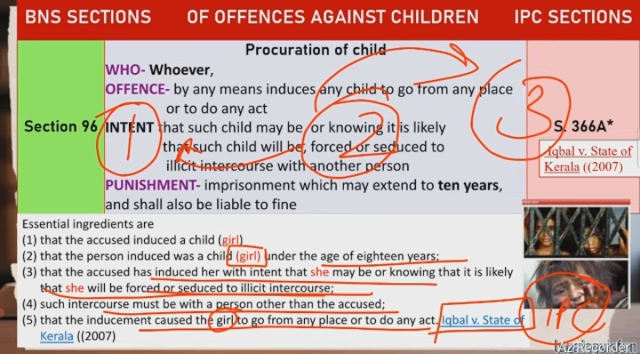 BNS SECTIONS OF OFFENCES AGAINST CHILDREN IPC SECTIONS
Procuration of child
WHO- Whoever,
OFFENCE- by any means induces any child to go from any place
or to do any act
Section 96
INTENT that such child may be, or knowing it is likely
that such child will be, forced or seduced to
illicit intercourse with another person
PUNISHMENT- imprisonment which may extend to ten years,
and shall also be liable to fine
S. 366A*
Iqbal v. State of
Kerala ((2007)
1
2
3
Essential ingredients are
(1) that the accused induced a child (girl)
(2) that the person induced was a child (girl) under the age of eighteen years;
(3) that the accused has induced her with intent that she may be or knowing that it is likely
that she will be forced or seduced to illicit intercourse;
(4) such intercourse must be with a person other than the accused;
(5) that the inducement caused the girl to go from any place or to do any act. Iqbal v. State of
Kerala ((2007)
IPC
AZ Recorder